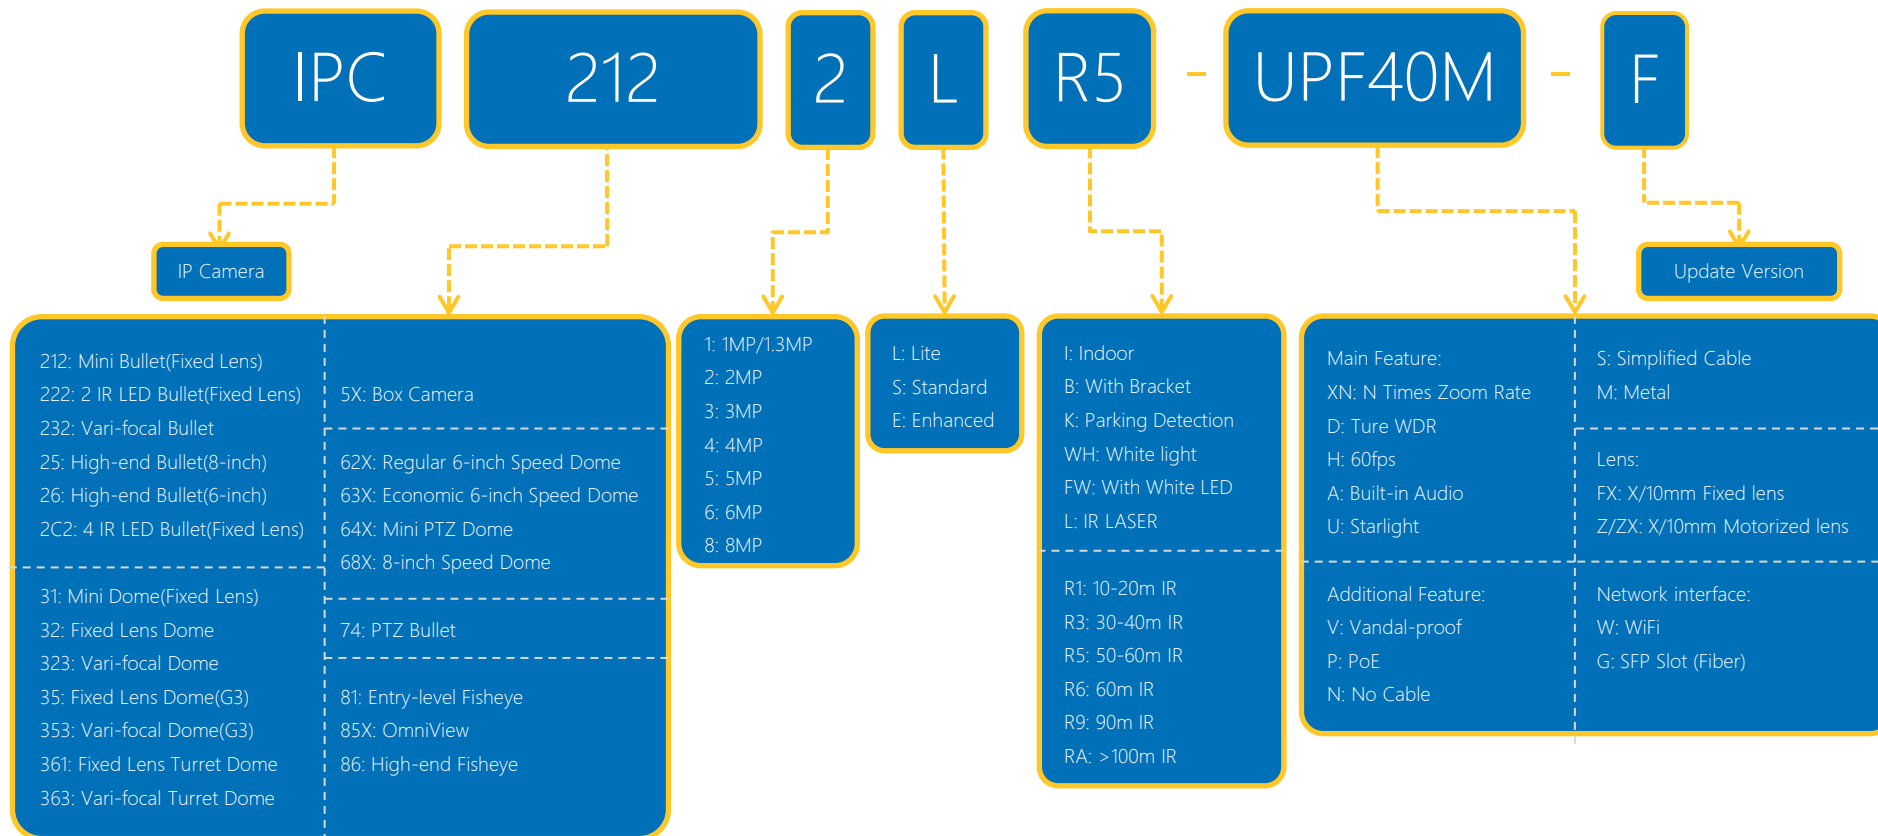 IPC 212 2 L R5 - UPF40M - F
IP Camera
Update Version
212: Mini Bullet(Fixed Lens)
222: 2 IR LED Bullet(Fixed Lens)
232: Vari-focal Bullet
25: High-end Bullet(8-inch)
26: High-end Bullet(6-inch)
2C2: 4 IR LED Bullet(Fixed Lens)
31: Mini Dome(Fixed Lens)
32: Fixed Lens Dome
323: Vari-focal Dome
35: Fixed Lens Dome(G3)
353: Vari-focal Dome(G3)
361: Fixed Lens Turret Dome
363: Vari-focal Turret Dome
5X: Box Camera
62X: Regular 6-inch Speed Dome
63X: Economic 6-inch Speed Dome
64X: Mini PTZ Dome
68X: 8-inch Speed Dome
74: PTZ Bullet
81: Entry-level Fisheye
85X: OmniView
86: High-end Fisheye
1: 1MP/1.3MP
2: 2MP
3: 3MP
4: 4MP
5: 5MP
6: 6MP
8: 8MP
L: Lite
S: Standard
E: Enhanced
I: Indoor
B: With Bracket
K: Parking Detection
WH: White light
FW: With White LED
L: IR LASER
R1: 10-20m IR
R3: 30-40m IR
R5: 50-60m IR
R6: 60m IR
R9: 90m IR
RA: >100m IR
Main Feature:
XN: N Times Zoom Rate
D: Ture WDR
H: 60fps
A: Built-in Audio
U: Starlight
Additional Feature:
V: Vandal-proof
P: PoE
N: No Cable
S: Simplified Cable
M: Metal
Lens:
FX: X/10mm Fixed lens
Z/ZX: X/10mm Motorized lens
Network interface:
W: WiFi
G: SFP Slot (Fiber)